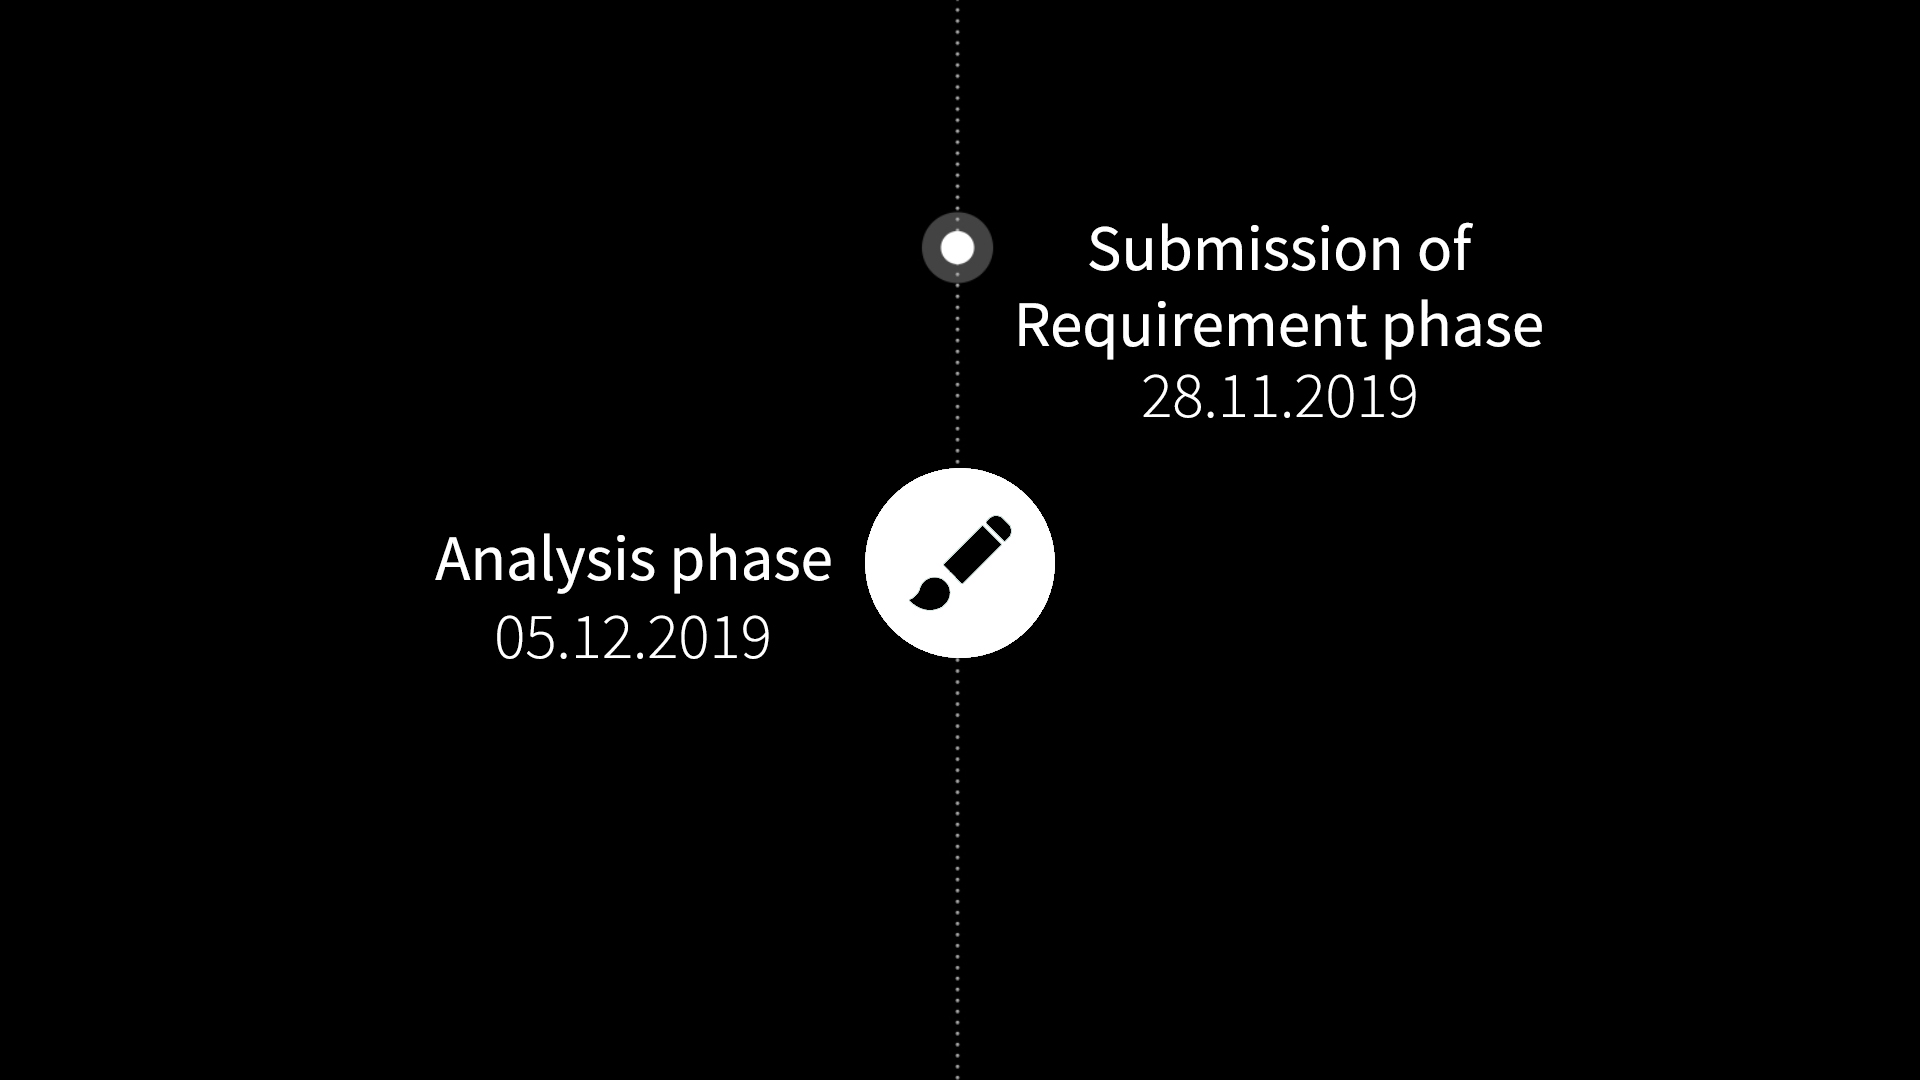 Submission of
Requirement phase
28.11.2019
Analysis phase
05.12.2019